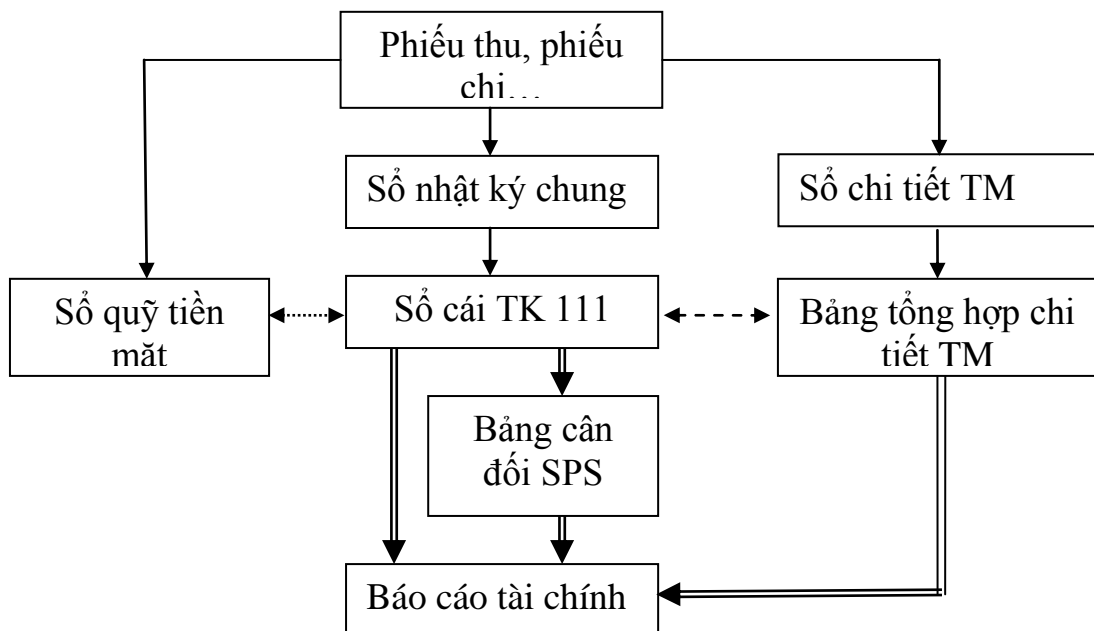 Phiếu thu, phiếu
chi…
Sổ nhật ký chung
Sổ chi tiết TM
Sổ quỹ tiền
mặt
Sổ cái TK 111
Bảng tổng hợp chi
tiết TM
Bảng cân
đối SPS
Báo cáo tài chính